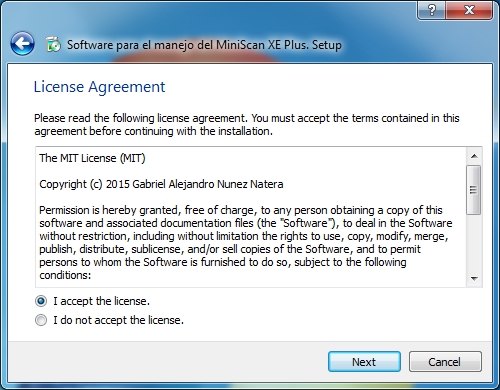 Software para el manejo del MiniScan XE Plus. Setup
License Agreement
Please read the following license agreement. You must accept the terms contained in this
agreement before continuing with the installation.
The MIT License (MIT)
Copyright (c) 2015 Gabriel Alejandro Nunez Natera
Permission is hereby granted, free of charge, to any person obtaining a copy of this
software and associated documentation files (the "Software"), to deal in the Software
without restriction, including without limitation the rights to use, copy, modify, merge,
publish, distribute, sublicense, and/or sell copies of the Software, and to permit
persons to whom the Software is furnished to do so, subject to the following
conditions:
I accept the license.
I do not accept the license.
Next
Cancel